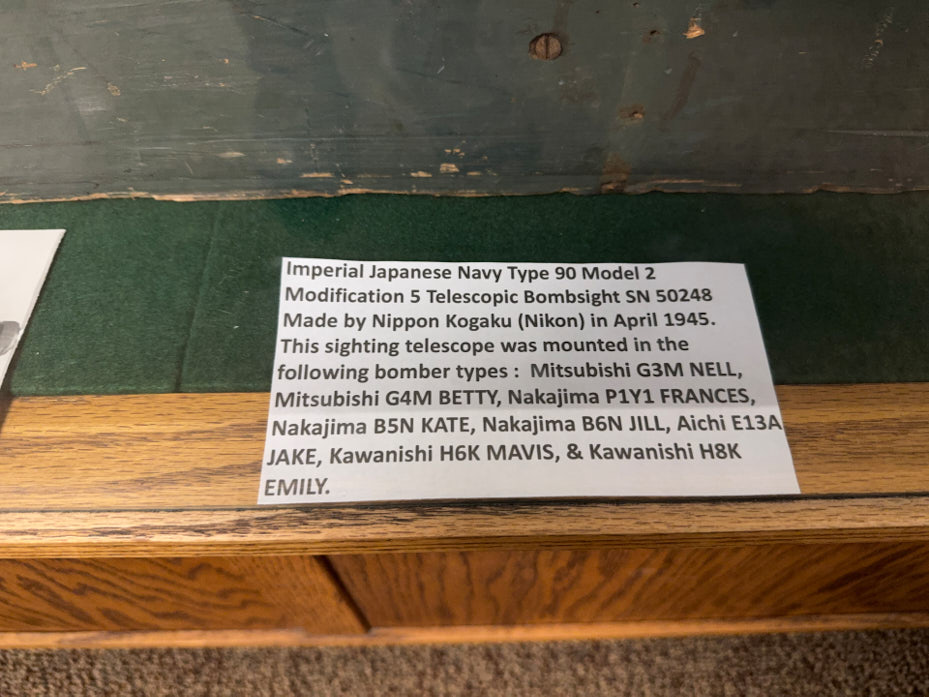 Imperial Japanese Navy Type 90 Model 2
Modification 5 Telescopic Bombsight SN 50248
Made by Nippon Kogaku (Nikon) in April 1945.
This sighting telescope was mounted in the
following bomber types :  Mitsubishi G3M NELL,
Mitsubishi G4M BETTY, Nakajima P1Y1 FRANCES,
Nakajima B5N KATE, Nakajima B6N JILL, Aichi E13A
JAKE, Kawanishi H6K MAVIS, & Kawanishi H8K
EMILY.